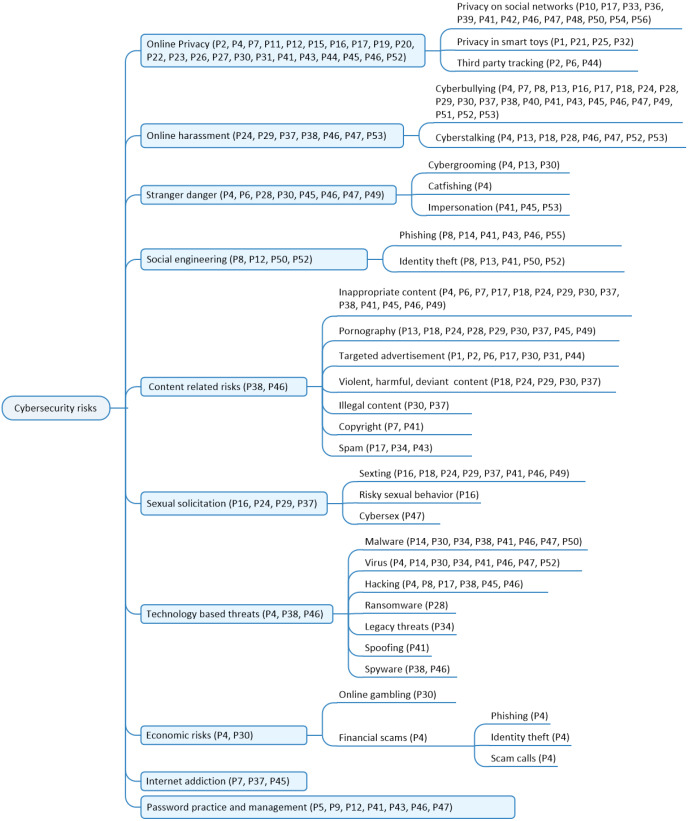 Cybersecurity risks
Online Privacy (P2, P4, P7, P11, P12, P15, P16, P17, P19, P20,
P22, P23, P26, P27, P30, P31, P41, P43, P44, P45, P46, P52)
Privacy on social networks (P10, P17, P33, P36,
P39, P41, P42, P46, P47, P48, P50, P54, P56)
Privacy in smart toys (P1, P21, P25, P32)
Third party tracking (P2, P6, P44)
Online harassment (P24, P29, P37, P38, P46, P47, P53)
Cyberbullying (P4, P7, P8, P13, P16, P17, P18, P24, P28,
P29, P30, P37, P38, P40, P41, P43, P45, P46, P47, P49,
P51, P52, P53)
Cyberstalking (P4, P13, P18, P28, P46, P47, P52, P53)
Stranger danger (P4, P6, P28, P30, P45, P46, P47, P49)
Cybergrooming (P4, P13, P30)
Catfishing (P4)
Impersonation (P41, P45, P53)
Social engineering (P8, P12, P50, P52)
Phishing (P8, P14, P41, P43, P46, P55)
Identity theft (P8, P13, P41, P50, P52)
Content related risks (P38, P46)
Inappropriate content (P4, P6, P7, P17, P18, P24, P29, P30, P37,
P38, P41, P45, P46, P49)
Pornography (P13, P18, P24, P28, P29, P30, P37, P45, P49)
Targeted advertisement (P1, P2, P6, P17, P30, P31, P44)
Violent, harmful, deviant content (P18, P24, P29, P30, P37)
Illegal content (P30, P37)
Copyright (P7, P41)
Spam (P17, P34, P43)
Sexual solicitation (P16, P24, P29, P37)
Sexting (P16, P18, P24, P29, P37, P41, P46, P49)
Risky sexual behavior (P16)
Cybersex (P47)
Technology based threats (P4, P38, P46)
Malware (P14, P30, P34, P38, P41, P46, P47, P50)
Virus (P4, P14, P30, P34, P41, P46, P47, P52)
Hacking (P4, P8, P17, P38, P45, P46)
Ransomware (P28)
Legacy threats (P34)
Spoofing (P41)
Spyware (P38, P46)
Economic risks (P4, P30)
Online gambling (P30)
Financial scams (P4)
Phishing (P4)
Identity theft (P4)
Scam calls (P4)
Internet addiction (P7, P37, P45)
Password practice and management (P5, P9, P12, P41, P43, P46, P47)